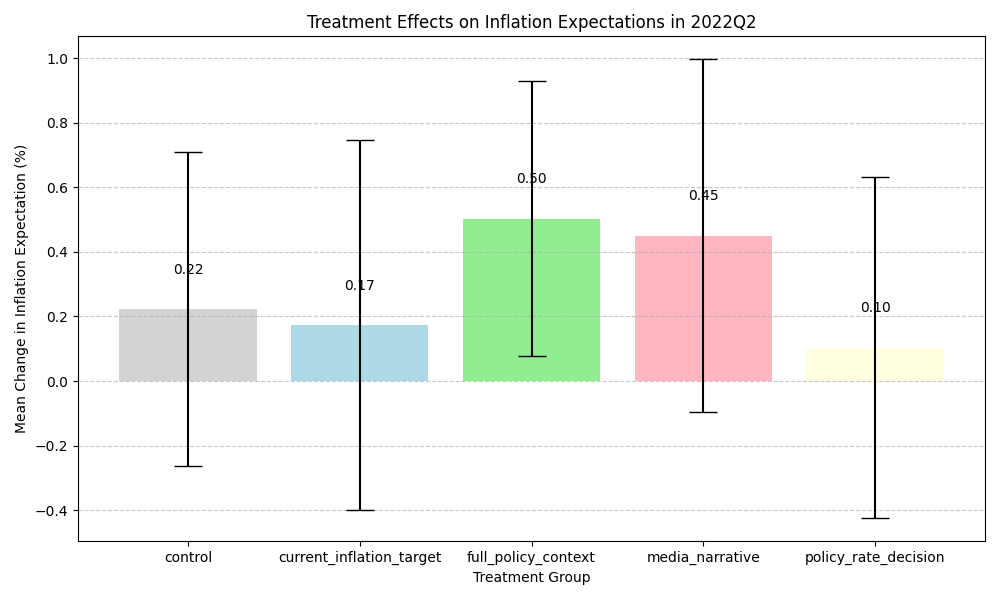 Treatment Effects on Inflation Expectations in 2022Q2
Mean Change in Inflation Expectation (%)
1.0
0.8
0.6
0.4
0.2
0.0
−0.2
−0.4
0.22
0.17
0.50
0.45
0.10
control
current_inflation_target
full_policy_context
media_narrative
policy_rate_decision
Treatment Group